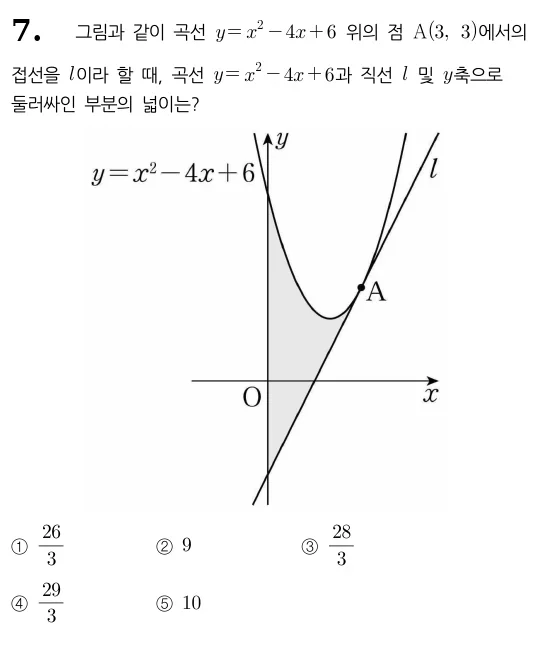 7. 그림과 같이 곡선 y=x²-4x+6 위의 점 A(3, 3)에서의
접선을 l이라 할 때, 곡선 y=x²-4x+6과 직선 l 및 y축으로
둘러싸인 부분의 넓이는?
y
y=x²-4x+6
l
A
O
x
① 26/3 ② 9 ③ 28/3
④ 29/3 ⑤ 10